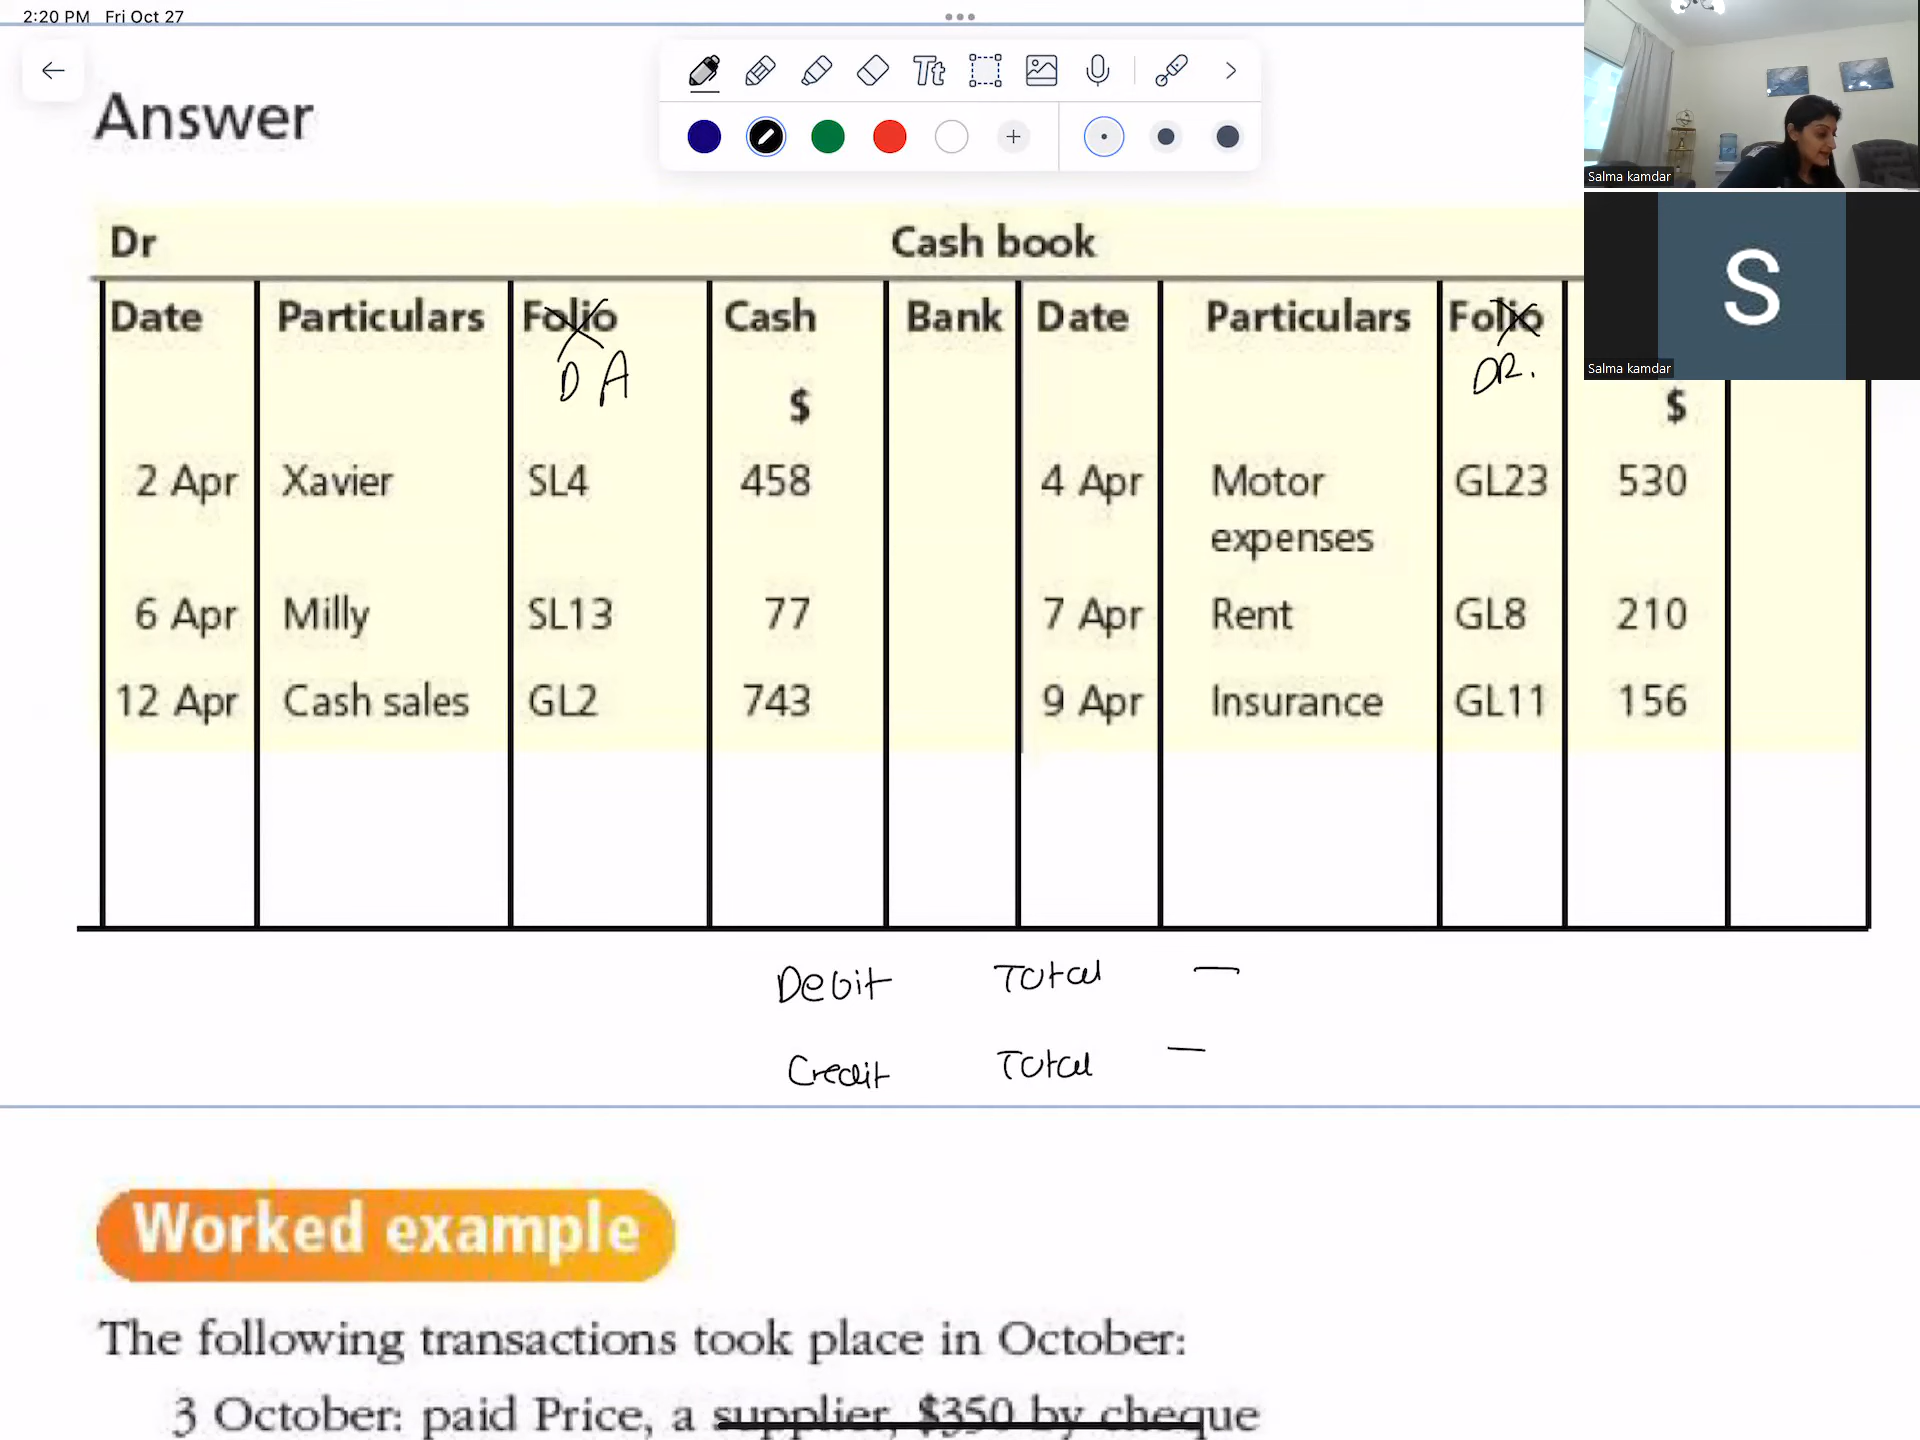 2:20 PM Fri Oct 27
Answer
Tt
Salma kamdar
S
Salma kamdar
Dr Cash book
Date Particulars Folio Cash Bank Date Particulars Folio
D A DR.
$ $
2 Apr Xavier SL4 458 4 Apr Motor GL23 530
expenses
6 Apr Milly SL13 77 7 Apr Rent GL8 210
12 Apr Cash sales GL2 743 9 Apr Insurance GL11 156
Debit Total —
Credit Total —
Worked example
The following transactions took place in October:
3 October: paid Price, a supplier, $350 by cheque